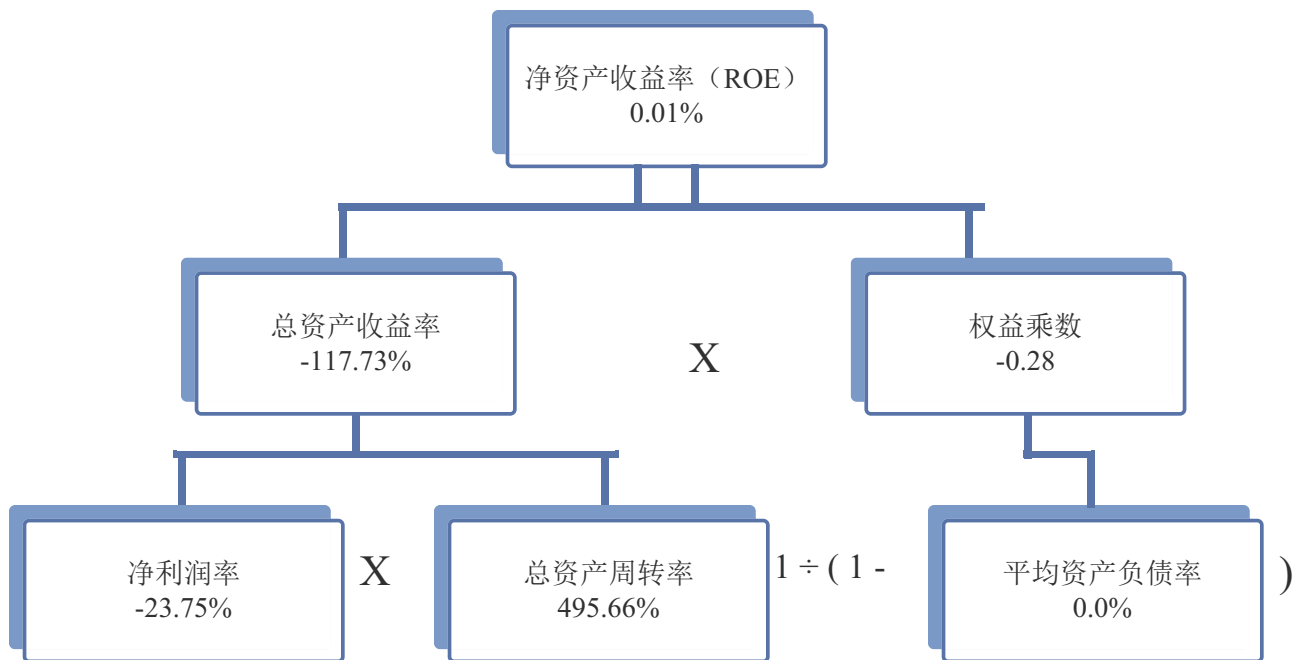 净资产收益率（ROE）
0.01%
总资产收益率
-117.73%
X
权益乘数
-0.28
净利润率
-23.75%
X
总资产周转率
495.66%
1 ÷ ( 1 -
平均资产负债率
0.0%
)